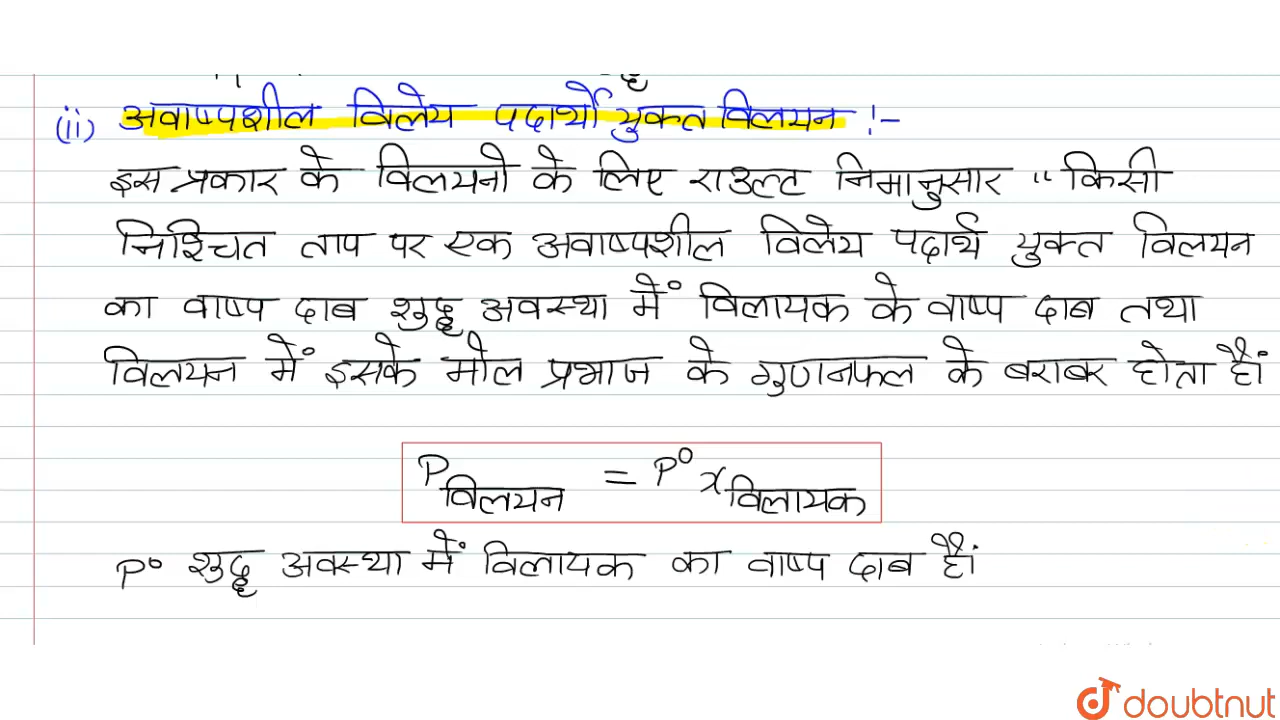 (ii) अवाष्पशील विलेय पदार्थो युक्त विलयन :-
इस प्रकार के विलयनो के लिए राउल्ट निमानुसार "किसी
निश्चित ताप पर एक अवाष्पशील विलेय पदार्थ युक्त विलयन
का वाष्प दाब शुद्ध अवस्था में विलायक के वाष्प दाब तथा
विलयन में इसके मोल प्रभाज के गुणनफल के बराबर होता हैं
P विलयन = P⁰ x विलायक
P⁰ शुद्ध अवस्था में विलायक का वाष्प दाब हैं
doubtnut